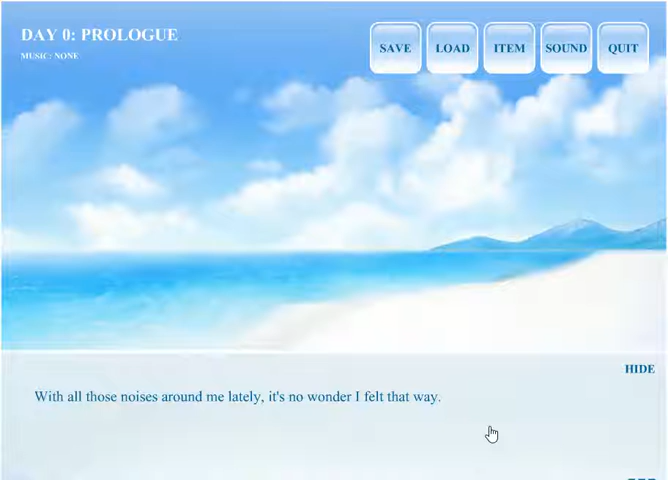 DAY 0: PROLOGUE
MUSIC: NONE
SAVE LOAD ITEM SOUND QUIT
HIDE
With all those noises around me lately, it's no wonder I felt that way.